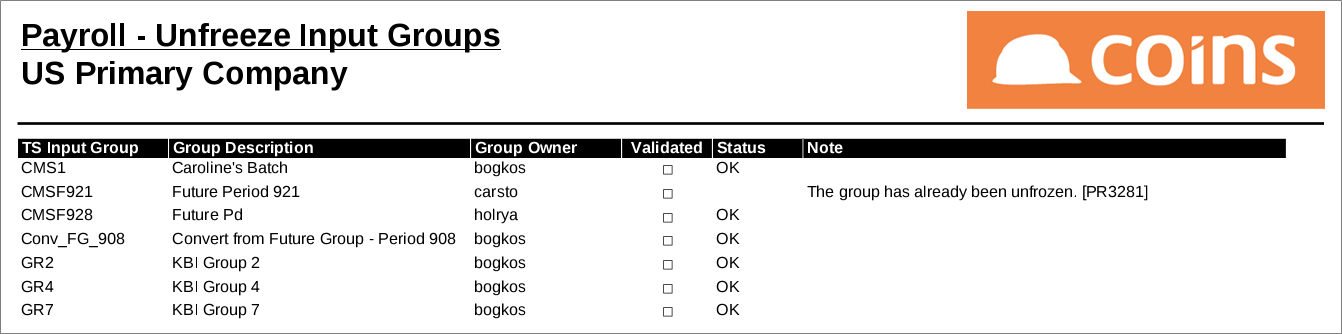 Payroll - Unfreeze Input Groups
US Primary Company
coins
TS Input Group Group Description Group Owner Validated Status Note
CMS1 Caroline's Batch bogkos ☐ OK
CMSF921 Future Period 921 carsto ☐ The group has already been unfrozen. [PR3281]
CMSF928 Future Pd holrya ☐ OK
Conv_FG_908 Convert from Future Group - Period 908 bogkos ☐ OK
GR2 KBI Group 2 bogkos ☐ OK
GR4 KBI Group 4 bogkos ☐ OK
GR7 KBI Group 7 bogkos ☐ OK